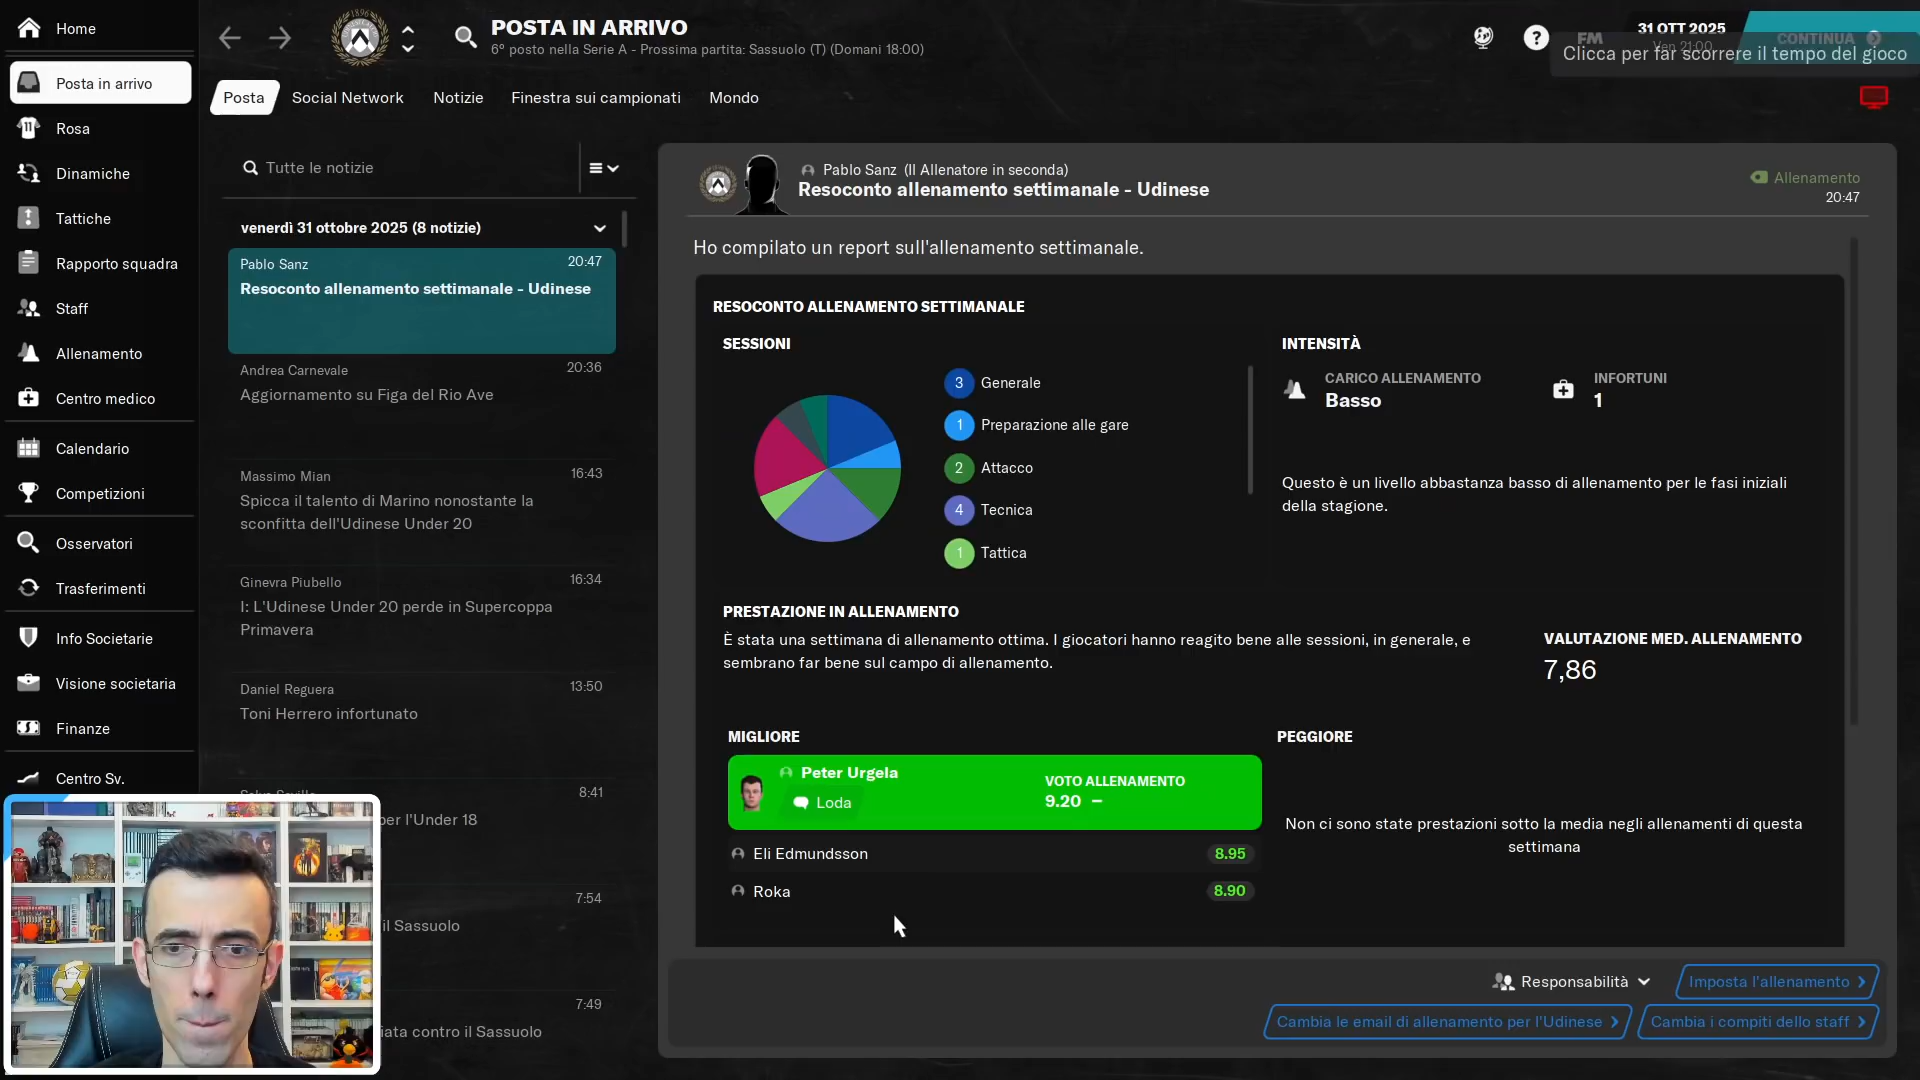 Home
Posta in arrivo
Rosa
Dinamiche
Tattiche
Rapporto squadra
Staff
Allenamento
Centro medico
Calendario
Competizioni
Osservatori
Trasferimenti
Info Societarie
Visione societaria
Finanze
Centro Sv.
1896
POSTA IN ARRIVO
6º posto nella Serie A - Prossima partita: Sassuolo (T) (Domani 18:00)
FM
31 OTT 2025
Ven 21:00
CONTINUA
Clicca per far scorrere il tempo del gioco
Posta
Social Network
Notizie
Finestra sui campionati
Mondo
Tutte le notizie
venerdì 31 ottobre 2025 (8 notizie)
Pablo Sanz 20:47
Resoconto allenamento settimanale - Udinese
Andrea Carnevale 20:36
Aggiornamento su Figa del Rio Ave
Massimo Mian 16:43
Spicca il talento di Marino nonostante la
sconfitta dell'Udinese Under 20
Ginevra Piubello 16:34
I: L'Udinese Under 20 perde in Supercoppa
Primavera
Daniel Reguera 13:50
Toni Herrero infortunato
8:41
per l'Under 18
7:54
il Sassuolo
7:49
iata contro il Sassuolo
Pablo Sanz (Il Allenatore in seconda)
Resoconto allenamento settimanale - Udinese
Allenamento
20:47
Ho compilato un report sull'allenamento settimanale.
RESOCONTO ALLENAMENTO SETTIMANALE
SESSIONI
3 Generale
1 Preparazione alle gare
2 Attacco
4 Tecnica
1 Tattica
INTENSITÀ
CARICO ALLENAMENTO
Basso
INFORTUNI
1
Questo è un livello abbastanza basso di allenamento per le fasi iniziali
della stagione.
PRESTAZIONE IN ALLENAMENTO
È stata una settimana di allenamento ottima. I giocatori hanno reagito bene alle sessioni, in generale, e
sembrano far bene sul campo di allenamento.
VALUTAZIONE MED. ALLENAMENTO
7,86
MIGLIORE
Peter Urgela
Loda
VOTO ALLENAMENTO
9.20 –
Eli Edmundsson 8.95
Roka 8.90
PEGGIORE
Non ci sono state prestazioni sotto la media negli allenamenti di questa
settimana
Responsabilità
Imposta l'allenamento
Cambia le email di allenamento per l'Udinese
Cambia i compiti dello staff